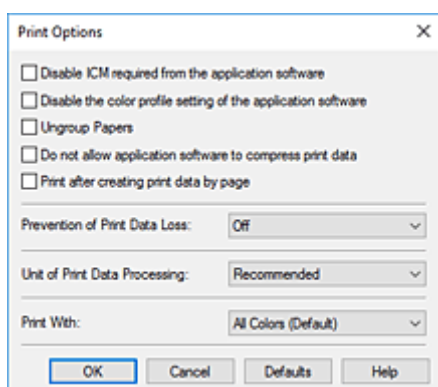 Print Options
Disable ICM required from the application software
Disable the color profile setting of the application software
Ungroup Papers
Do not allow application software to compress print data
Print after creating print data by page
Prevention of Print Data Loss: Off
Unit of Print Data Processing: Recommended
Print With: All Colors (Default)
OK Cancel Defaults Help